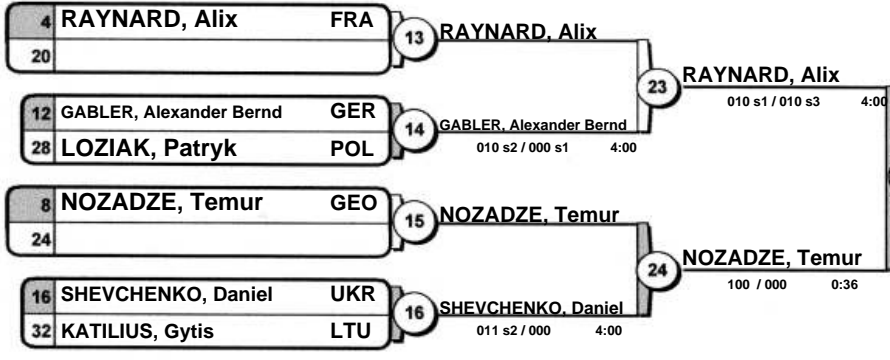 4 RAYNARD, Alix FRA
20
13
RAYNARD, Alix
12 GABLER, Alexander Bernd GER
28 LOZIAK, Patryk POL
14
GABLER, Alexander Bernd
010 s2 / 000 s1 4:00
23
RAYNARD, Alix
010 s1 / 010 s3 4:00
8 NOZADZE, Temur GEO
24
15
NOZADZE, Temur
16 SHEVCHENKO, Daniel UKR
32 KATILIUS, Gytis LTU
16
SHEVCHENKO, Daniel
011 s2 / 000 4:00
24
NOZADZE, Temur
100 / 000 0:36